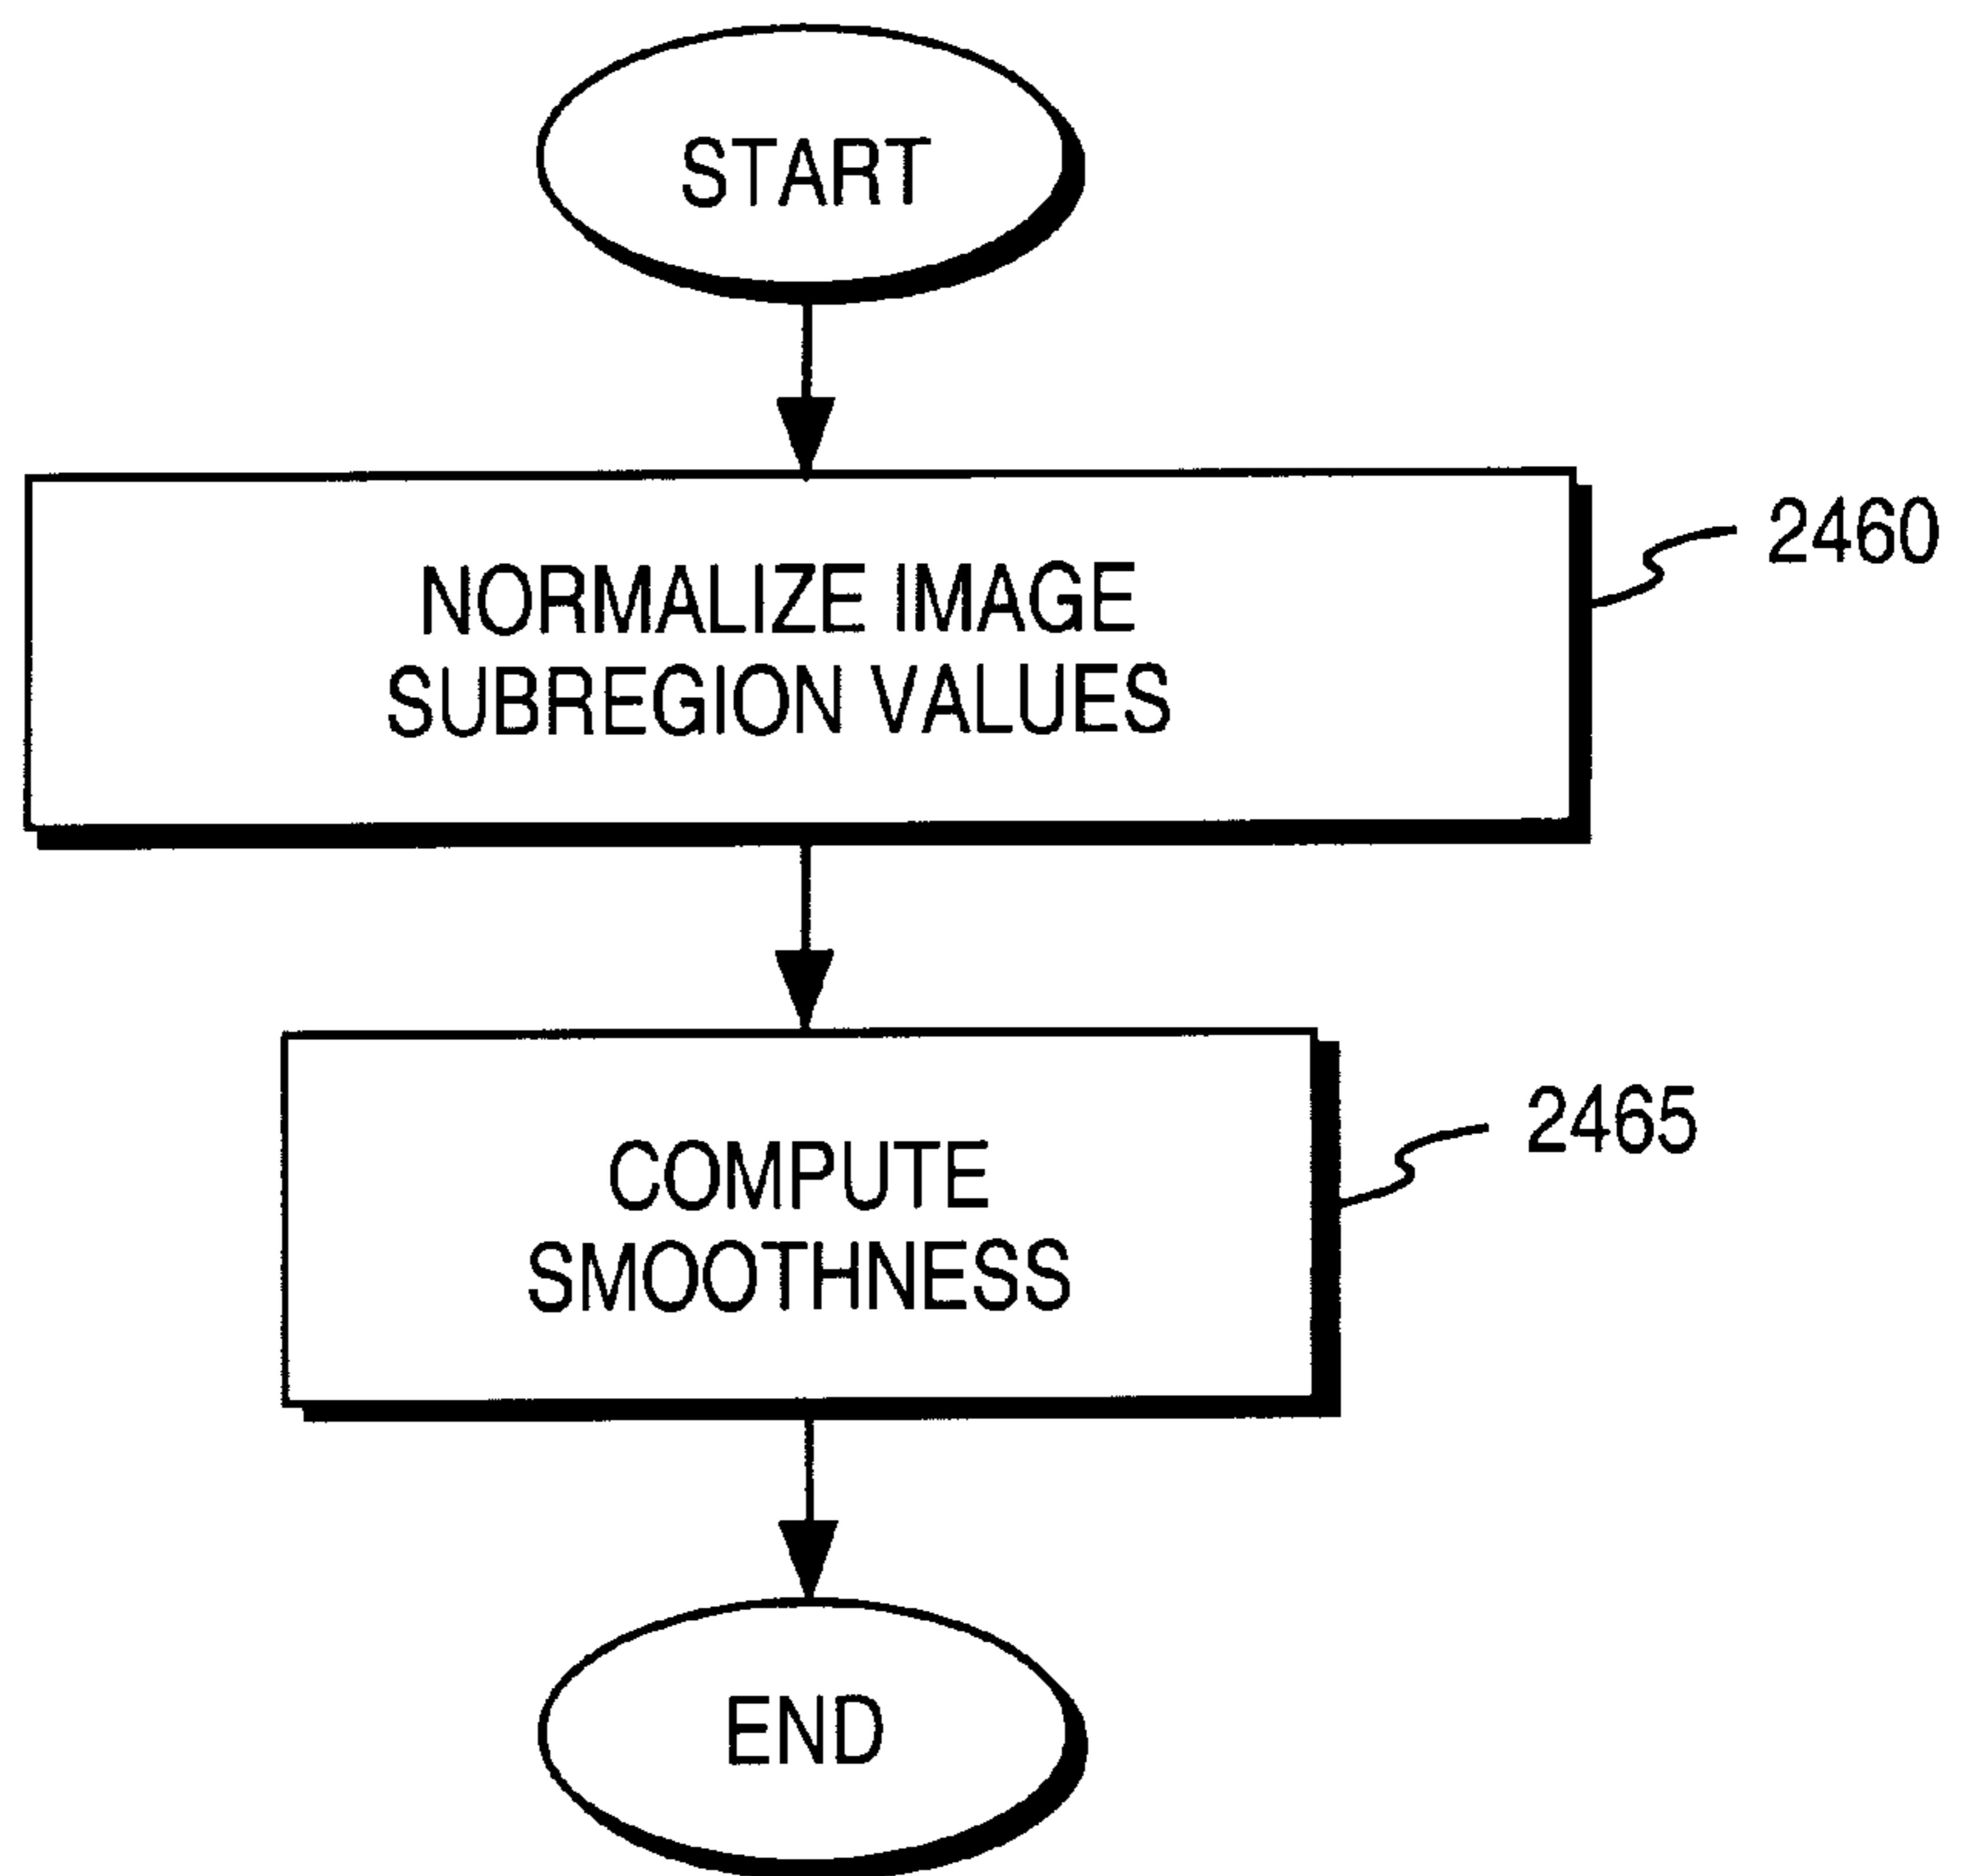 START
NORMALIZE IMAGE
SUBREGION VALUES
2460
COMPUTE
SMOOTHNESS
2465
END